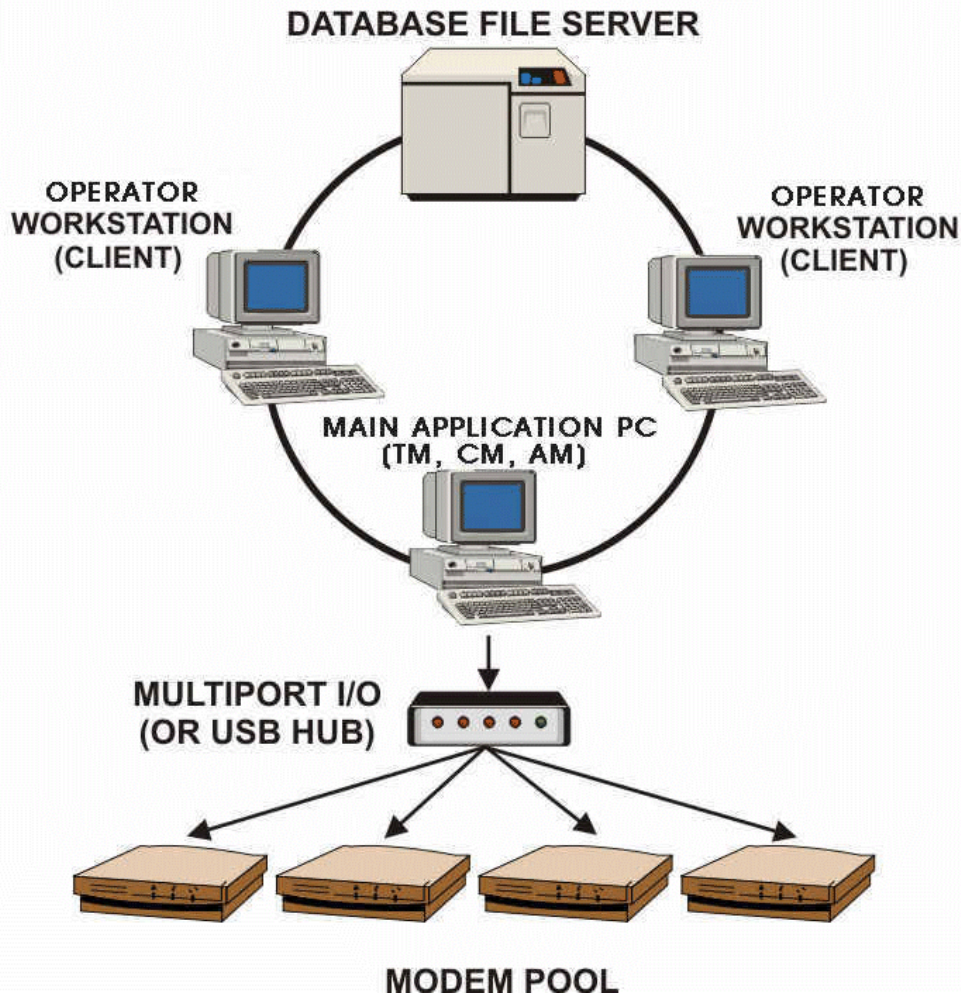 DATABASE FILE SERVER
OPERATOR
WORKSTATION
(CLIENT)
OPERATOR
WORKSTATION
(CLIENT)
MAIN APPLICATION PC
(TM, CM, AM)
MULTIPORT I/O
(OR USB HUB)
MODEM POOL